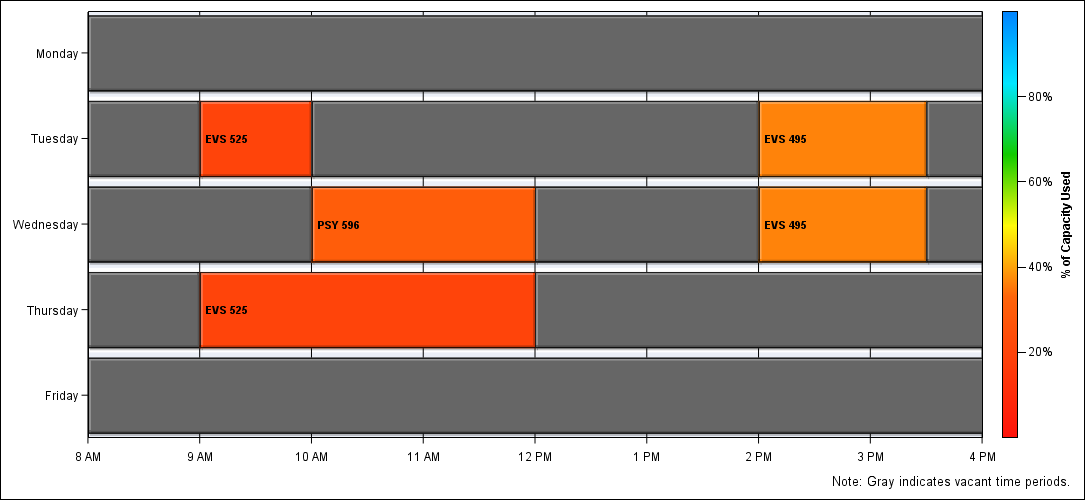 Monday
Tuesday
EVS 525
EVS 495
Wednesday
PSY 596
EVS 495
Thursday
EVS 525
Friday
8 AM
9 AM
10 AM
11 AM
12 PM
1 PM
2 PM
3 PM
4 PM
80%
60%
40%
20%
% of Capacity Used
Note: Gray indicates vacant time periods.